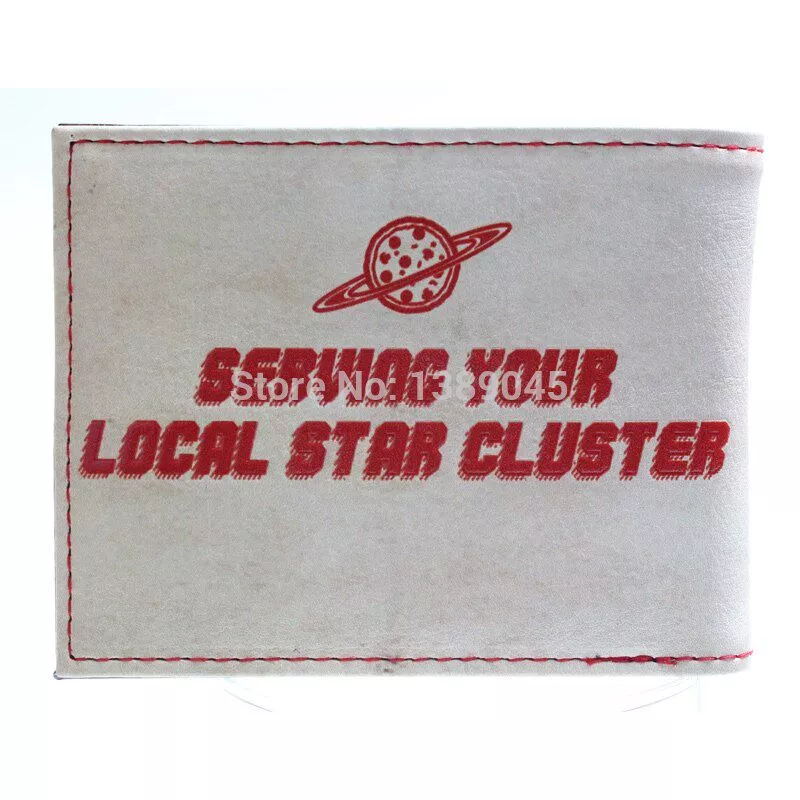 SERVING YOUR
Store No: 1389045
LOCAL STAR CLUSTER